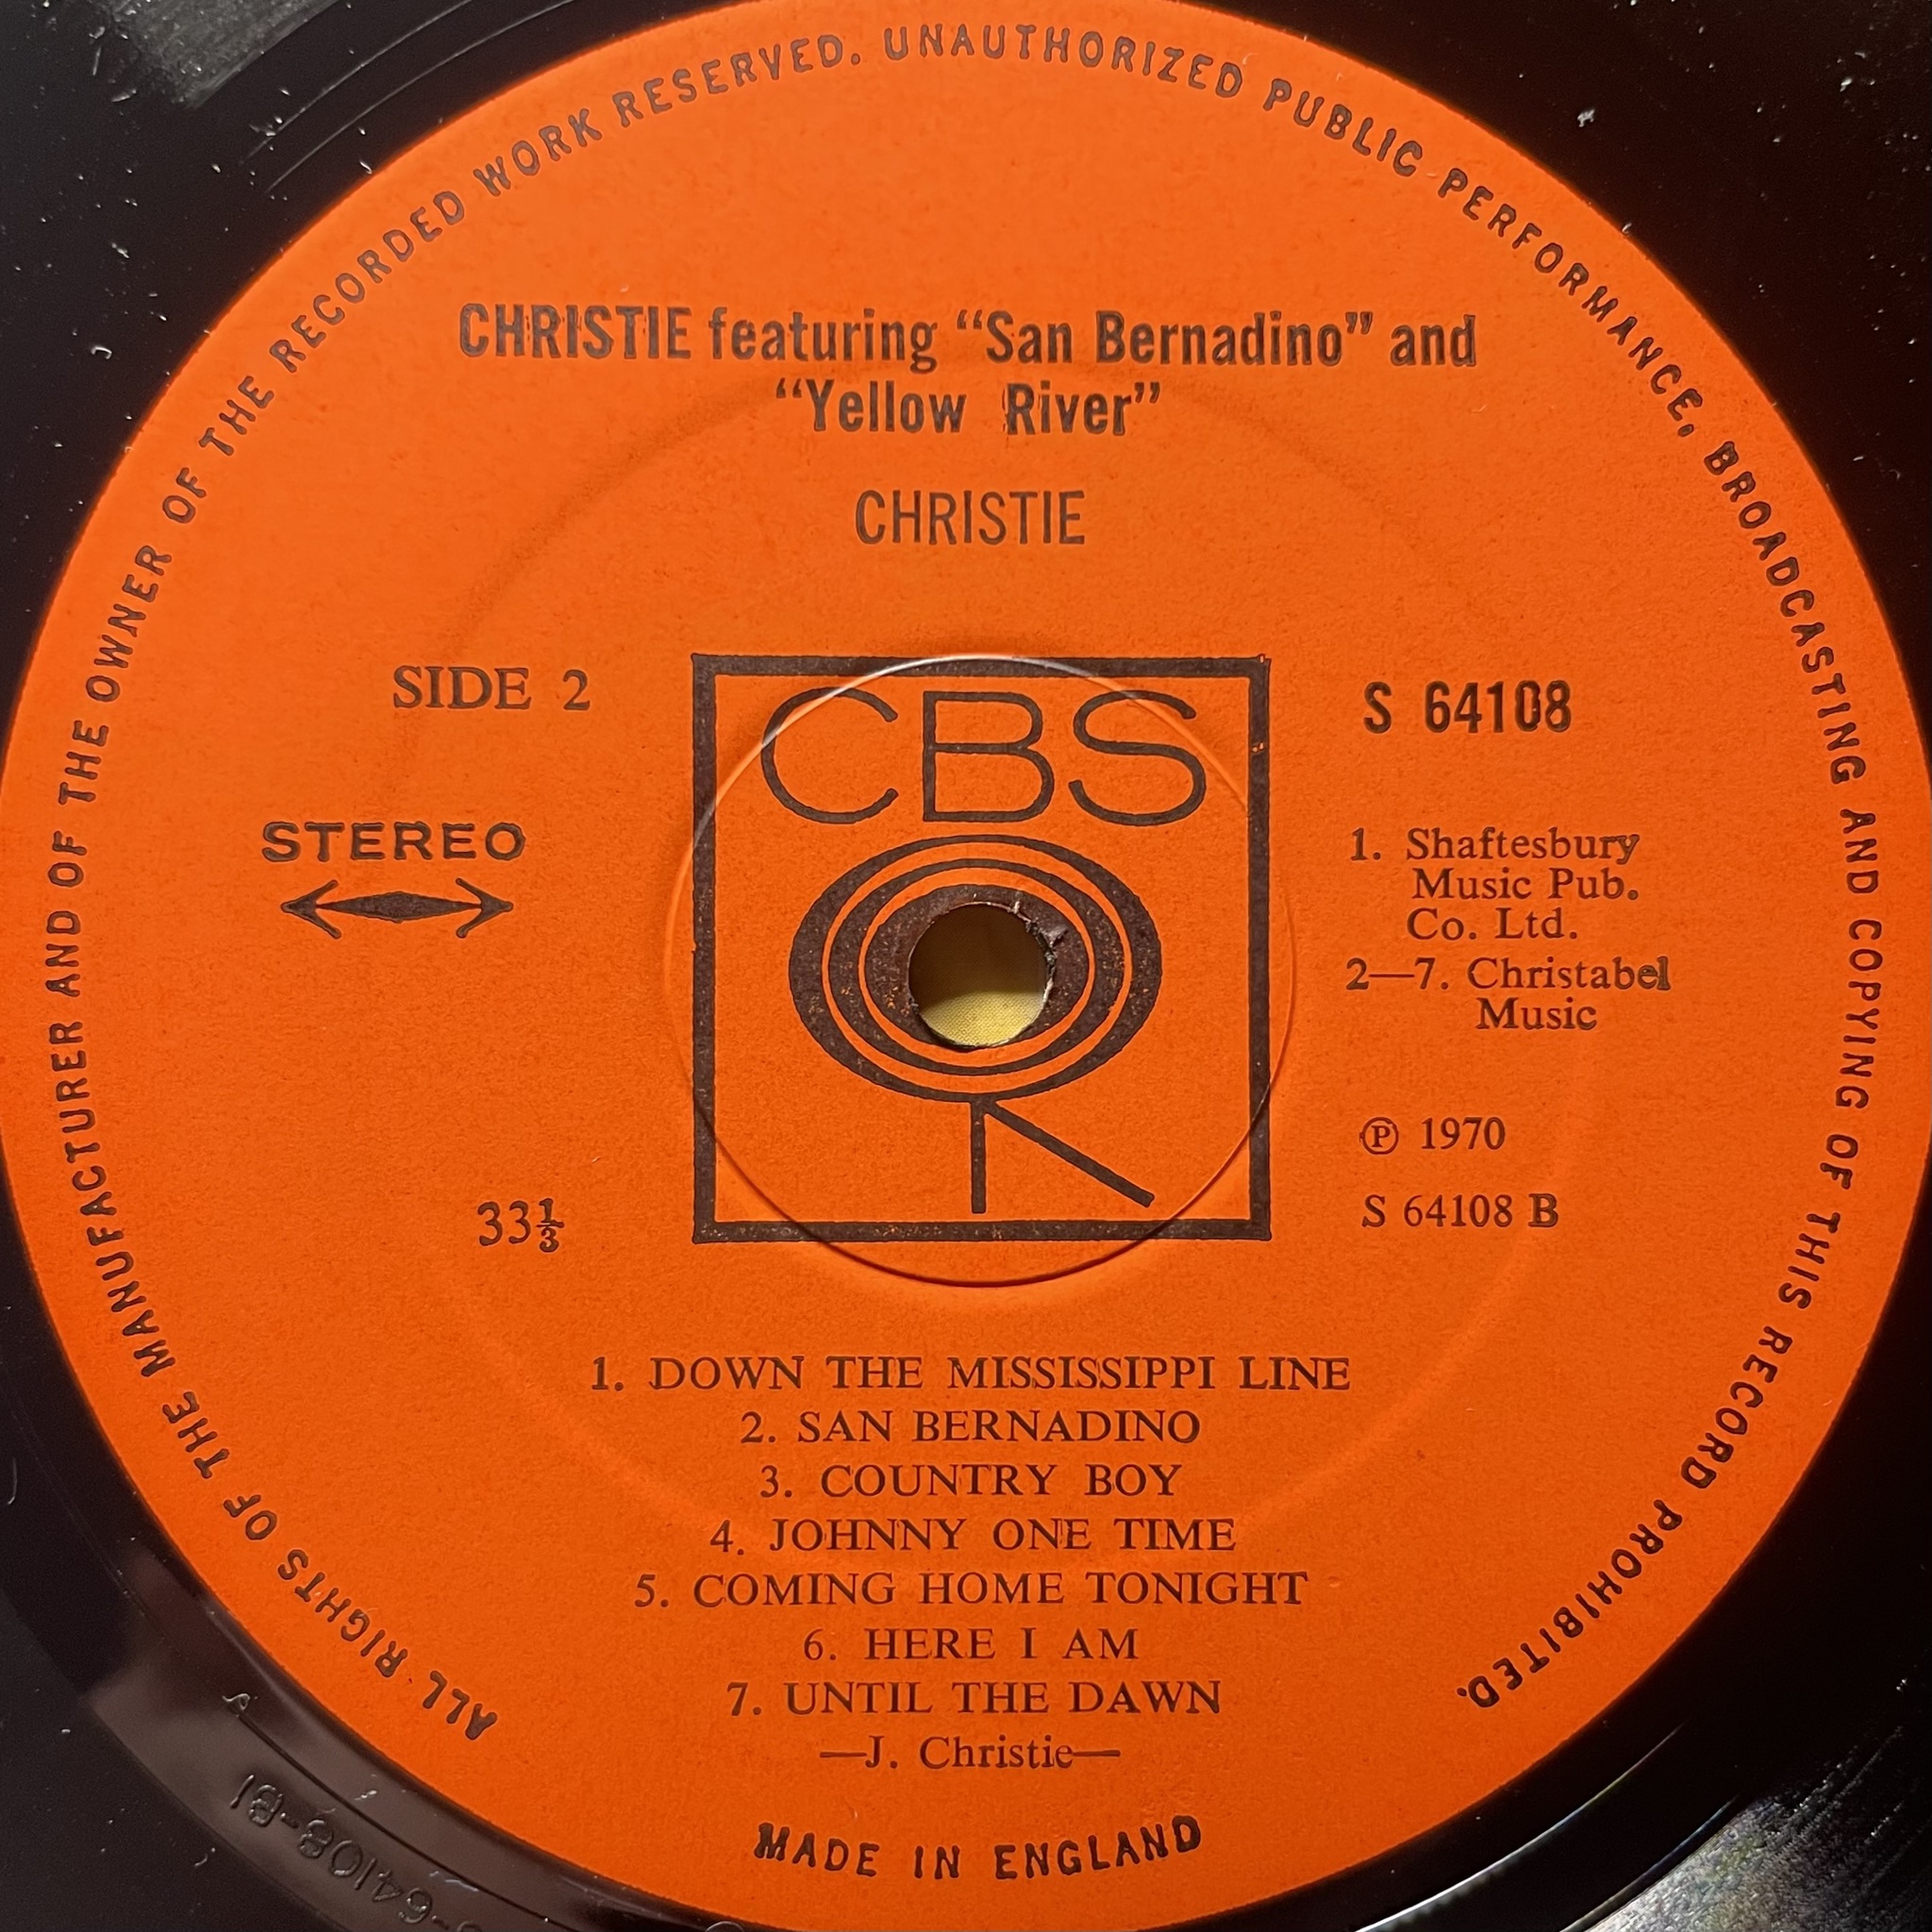 ALL RIGHTS OF THE MANUFACTURER AND OF THE OWNER OF THE RECORDED WORK RESERVED. UNAUTHORIZED PUBLIC PERFORMANCE, BROADCASTING AND COPYING OF THIS RECORD PROHIBITED.
CHRISTIE featuring “San Bernadino” and
“Yellow River”
CHRISTIE
SIDE 2
STEREO
33⅓
CBS
S 64108
1. Shaftesbury
Music Pub.
Co. Ltd.
2—7. Christabel
Music
℗ 1970
S 64108 B
1. DOWN THE MISSISSIPPI LINE
2. SAN BERNADINO
3. COUNTRY BOY
4. JOHNNY ONE TIME
5. COMING HOME TONIGHT
6. HERE I AM
7. UNTIL THE DAWN
—J. Christie—
MADE IN ENGLAND
64108-B1